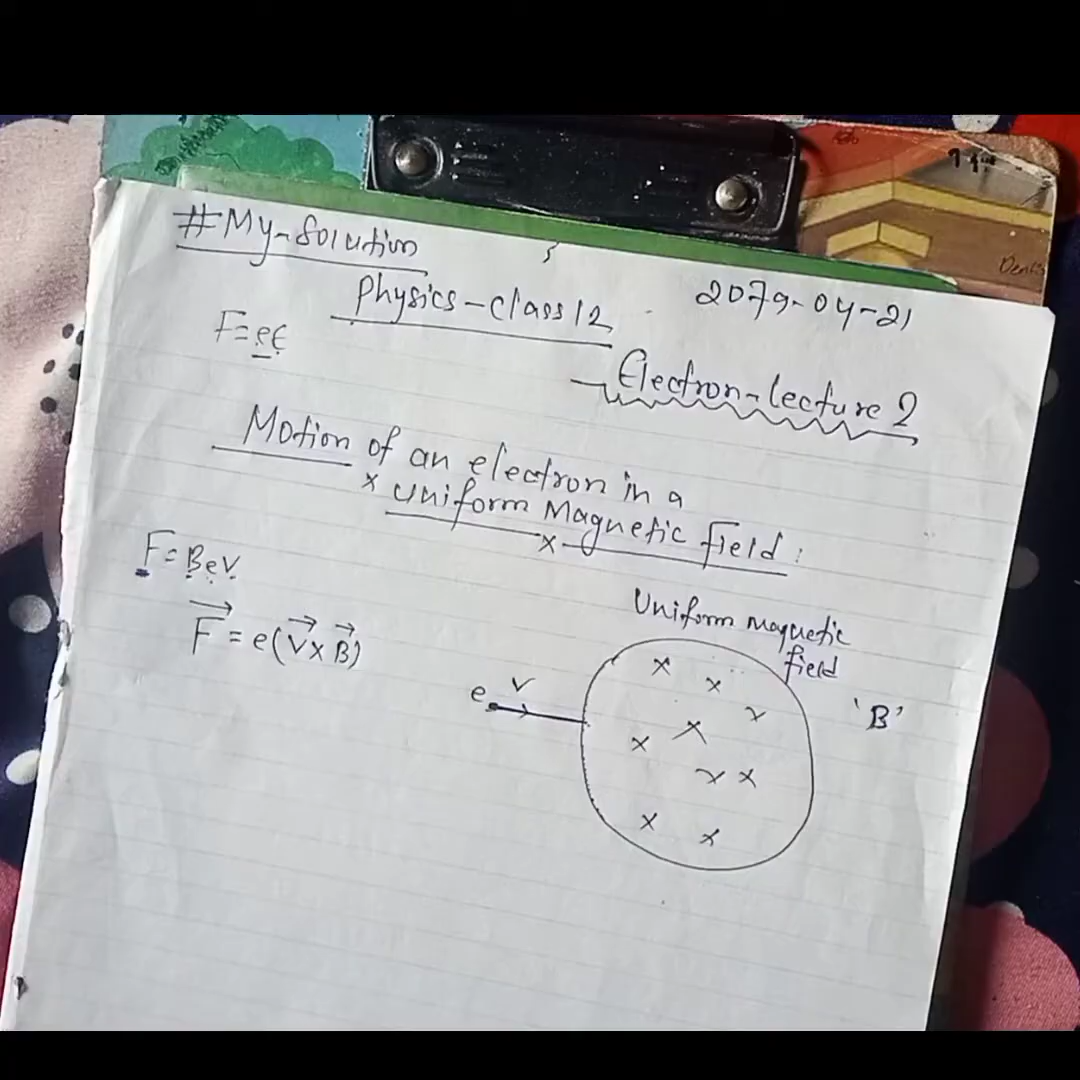 #My-Solution
Physics-Class 12
2079-04-21
F=eE
Electron-lecture 2
Motion of an electron in a
Uniform Magnetic Field:
F=Bev
F=e(V×B)
Uniform magnetic
field
e V
'B'